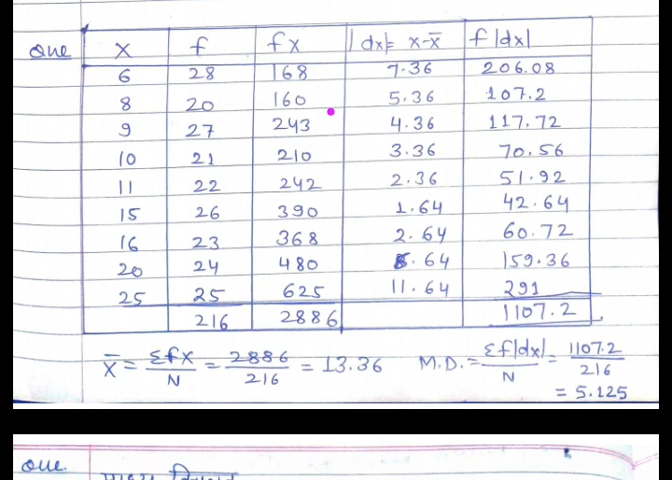 Que X f fX |dx|= x-x̄ f|dx|
6 28 168 7.36 206.08
8 20 160 5.36 107.2
9 27 243 4.36 117.72
10 21 210 3.36 70.56
11 22 242 2.36 51.92
15 26 390 1.64 42.64
16 23 368 2.64 60.72
20 24 480 6.64 159.36
25 25 625 11.64 291
216 2886 1107.2
X̄ = Σfx/N = 2886/216 = 13.36 M.D. = Σf|dx|/N = 1107.2/216
= 5.125
Que.